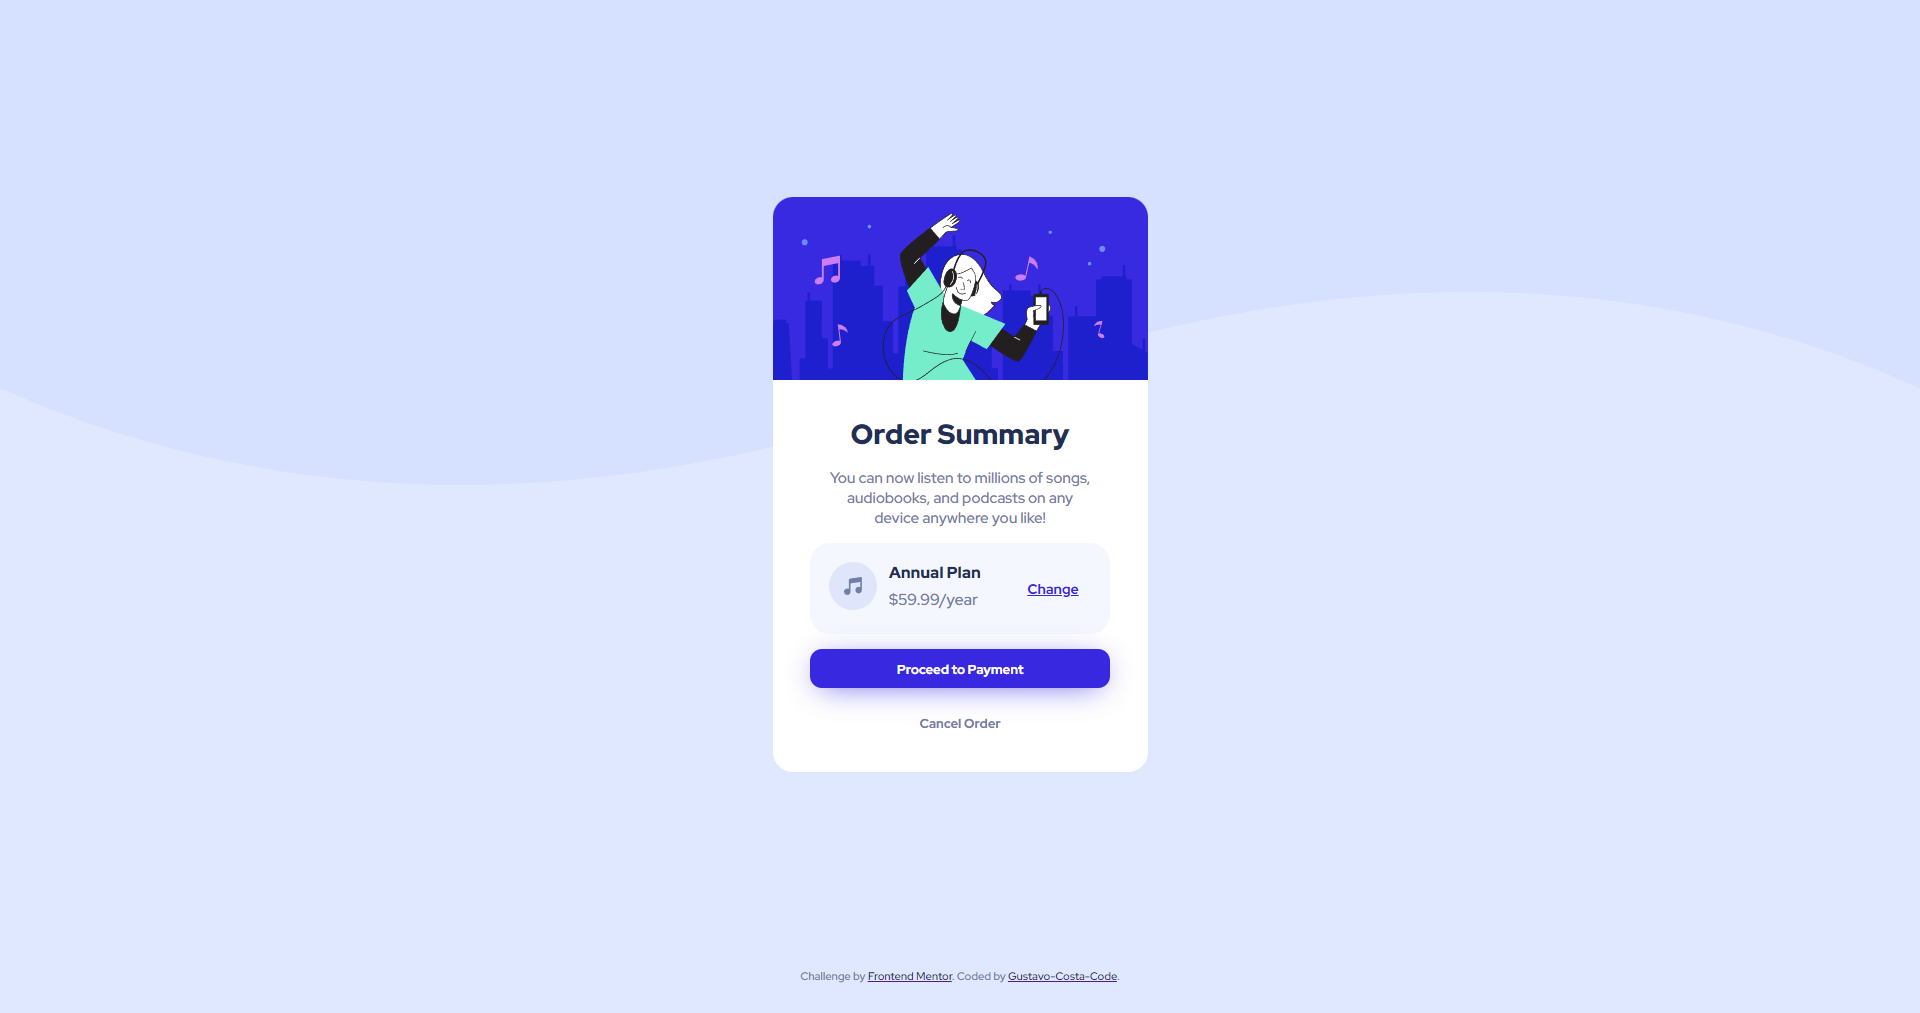 Order Summary
You can now listen to millions of songs,
audiobooks, and podcasts on any
device anywhere you like!
Annual Plan
$59.99/year
Change
Proceed to Payment
Cancel Order
Challenge by Frontend Mentor. Coded by Gustavo-Costa-Code.